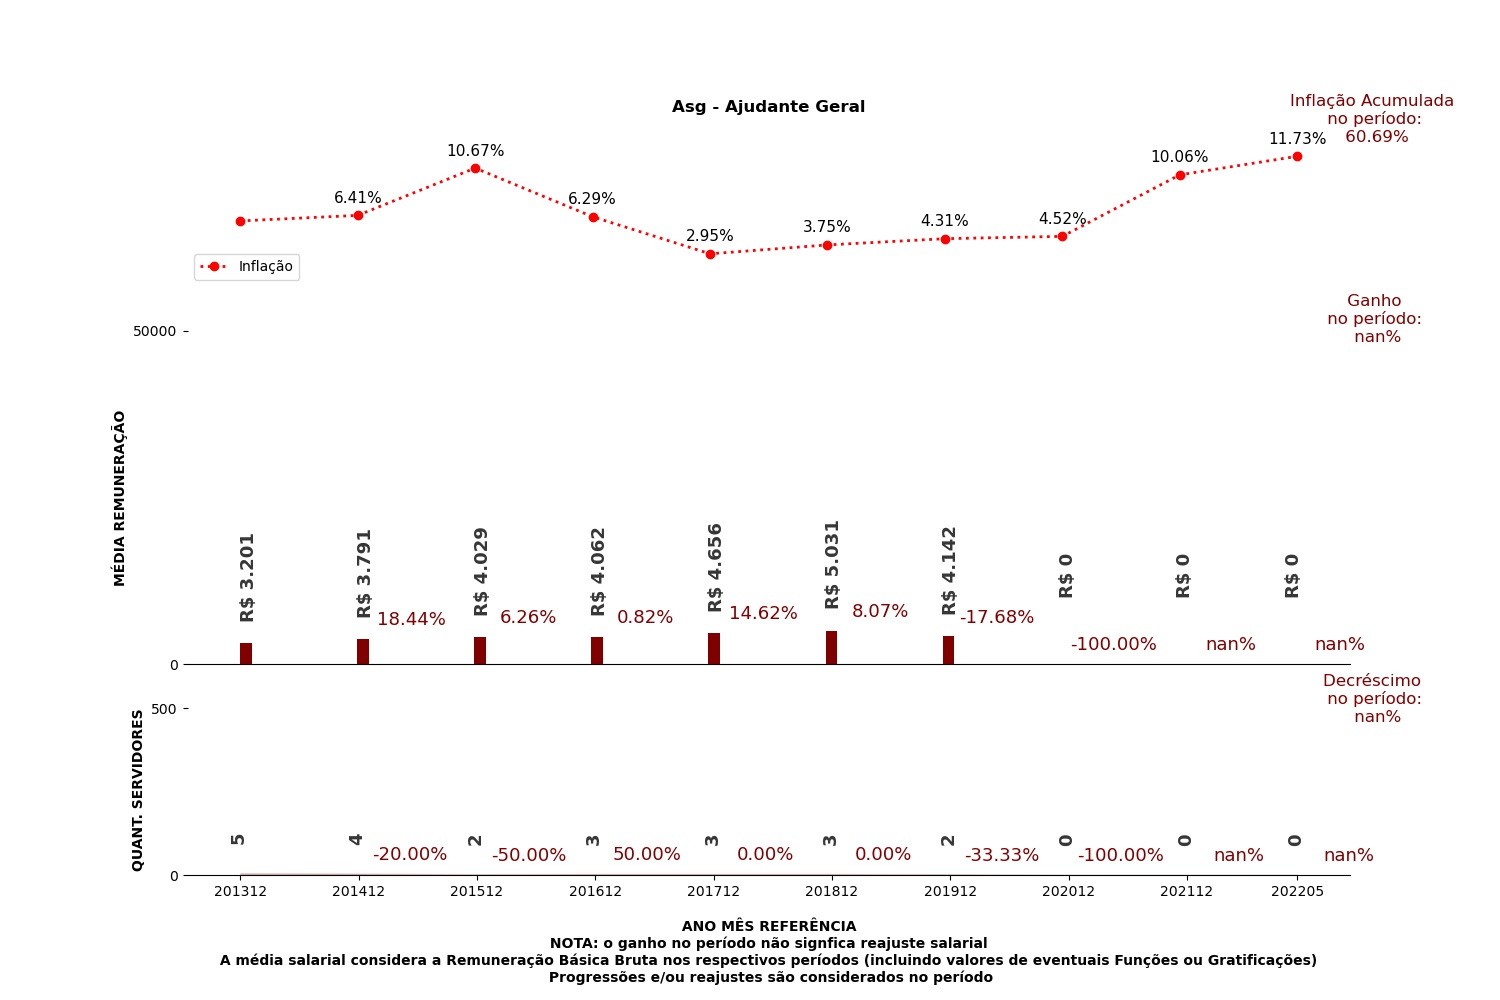 Asg - Ajudante Geral
Inflação Acumulada
no período:
60.69%
6.41%
10.67%
6.29%
2.95%
3.75%
4.31%
4.52%
10.06%
11.73%
Inflação
Ganho
no período:
nan%
50000
0
MÉDIA REMUNERAÇÃO
R$ 3.201
R$ 3.791
R$ 4.029
R$ 4.062
R$ 4.656
R$ 5.031
R$ 4.142
R$ 0
R$ 0
R$ 0
18.44%
6.26%
0.82%
14.62%
8.07%
-17.68%
-100.00%
nan%
nan%
Decréscimo
no período:
nan%
500
0
QUANT. SERVIDORES
5
4
2
3
3
3
2
0
0
0
-20.00%
-50.00%
50.00%
0.00%
0.00%
-33.33%
-100.00%
nan%
nan%
201312
201412
201512
201612
201712
201812
201912
202012
202112
202205
ANO MÊS REFERÊNCIA
NOTA: o ganho no período não signfica reajuste salarial
A média salarial considera a Remuneração Básica Bruta nos respectivos períodos (incluindo valores de eventuais Funções ou Gratificações)
Progressões e/ou reajustes são considerados no período